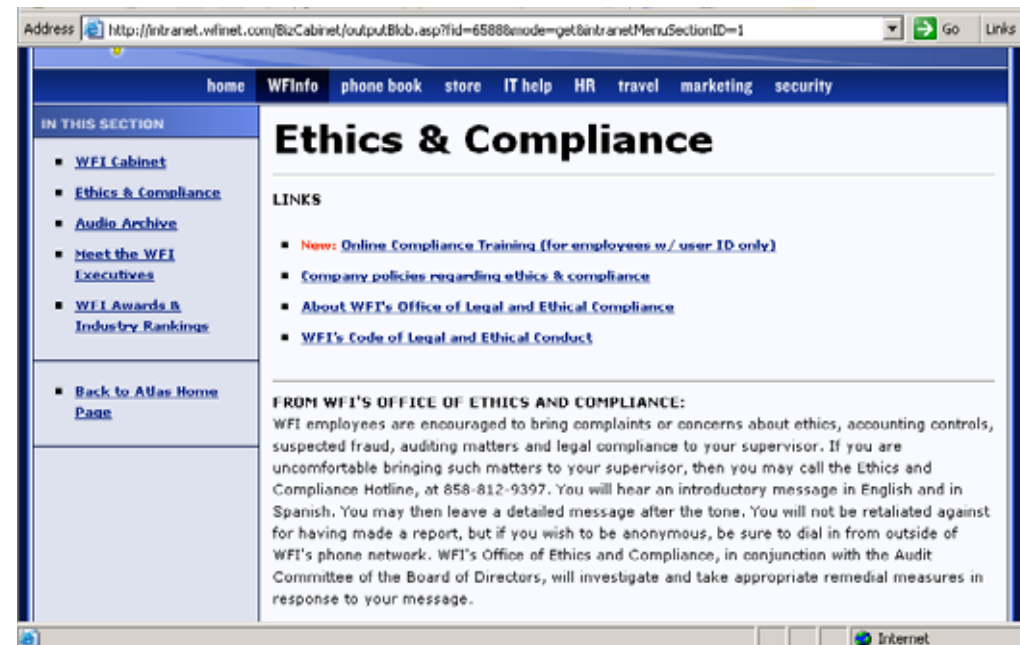 Address http://intranet.wfinet.com/BizCabinet/outputBlob.asp?fid=6588&mode=get&intranetMenuSectionID=1 Go Links
home WFInfo phone book store IT help HR travel marketing security
IN THIS SECTION
WFI Cabinet
Ethics & Compliance
Audio Archive
Meet the WFI
Executives
WFI Awards &
Industry Rankings
Back to Atlas Home
Page
Ethics & Compliance
LINKS
New: Online Compliance Training (for employees w/ user ID only)
Company policies regarding ethics & compliance
About WFI's Office of Legal and Ethical Compliance
WFI's Code of Legal and Ethical Conduct
FROM WFI'S OFFICE OF ETHICS AND COMPLIANCE:
WFI employees are encouraged to bring complaints or concerns about ethics, accounting controls,
suspected fraud, auditing matters and legal compliance to your supervisor. If you are
uncomfortable bringing such matters to your supervisor, then you may call the Ethics and
Compliance Hotline, at 858-812-9397. You will hear an introductory message in English and in
Spanish. You may then leave a detailed message after the tone. You will not be retaliated against
for having made a report, but if you wish to be anonymous, be sure to dial in from outside of
WFI's phone network. WFI's Office of Ethics and Compliance, in conjunction with the Audit
Committee of the Board of Directors, will investigate and take appropriate remedial measures in
response to your message.
Internet